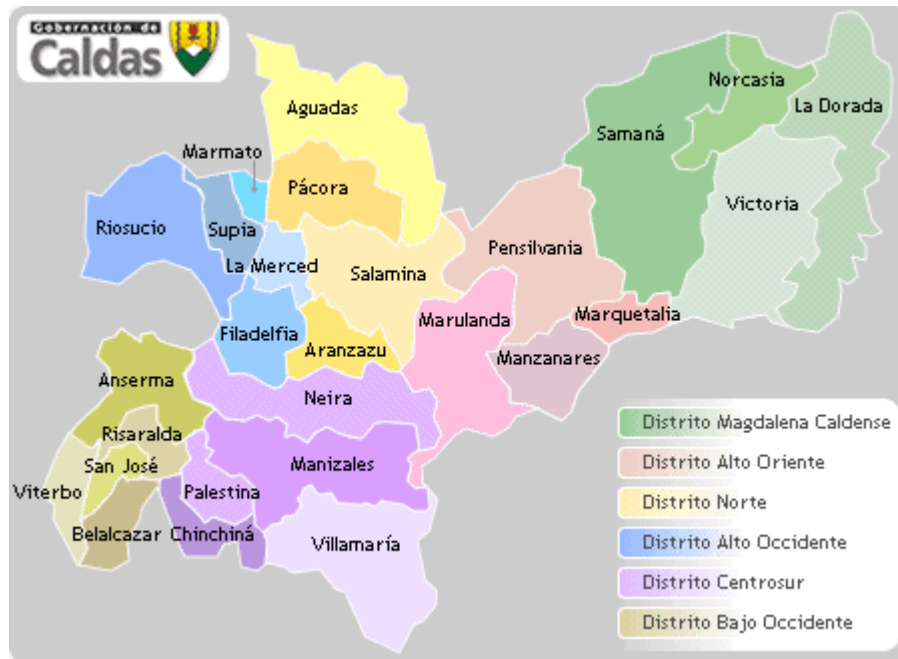 Gobernación de
Caldas
Norcasia
La Dorada
Aguadas
Samaná
Marmato
Pácora
Victoria
Riosucio
Supia
Pensilvania
La Merced
Salamina
Marulanda
Marquetalia
Filadelfia
Aranzazu
Manzanares
Anserma
Neira
Risaralda
San José
Manizales
Viterbo
Palestina
Belalcazar
Chinchiná
Villamaría
Distrito Magdalena Caldense
Distrito Alto Oriente
Distrito Norte
Distrito Alto Occidente
Distrito Centrosur
Distrito Bajo Occidente